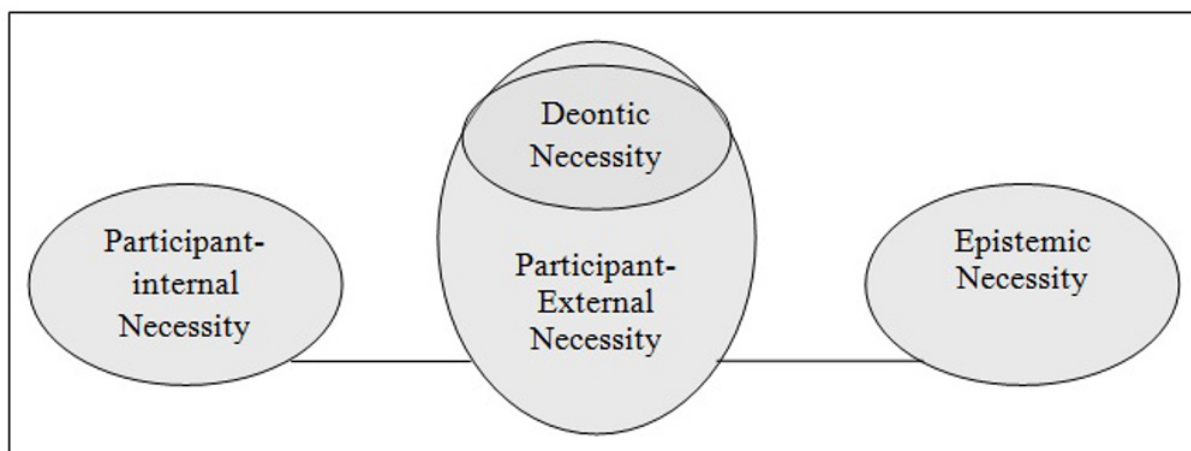 Deontic
Necessity
Participant-
internal
Necessity
Participant-
External
Necessity
Epistemic
Necessity